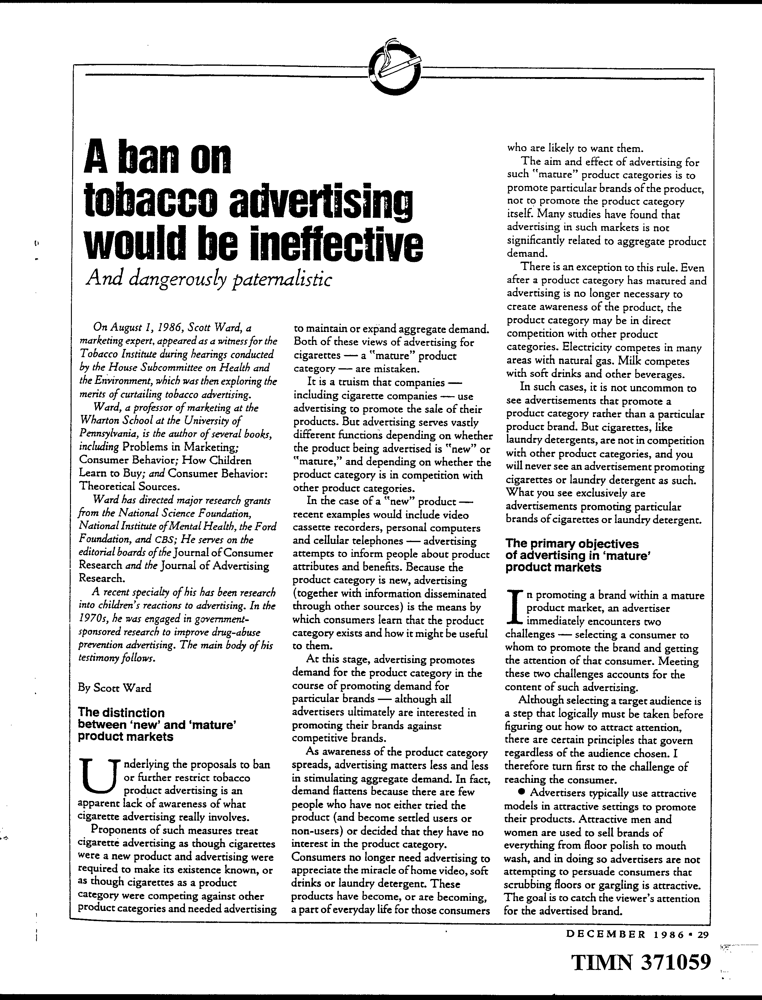 A ban on
tobacco advertising
would be ineffective
And dangerously paternalistic
On August 1, 1986, Scott Ward, a
marketing expert, appeared as a witness for the
Tobacco Institute during hearings conducted
by the House Subcommittee on Health and
the Environment, which was then exploring the
merits of curtailing tobacco advertising.
Ward, a professor of marketing at the
Wharton School at the University of
Pennsylvania, is the author of several books,
including Problems in Marketing;
Consumer Behavior; How Children
Learn to Buy; and Consumer Behavior:
Theoretical Sources.
Ward has directed major research grants
from the National Science Foundation,
National Institute of Mental Health, the Ford
Foundation, and CBS; He serves on the
editorial boards of the Journal of Consumer
Research and the Journal of Advertising
Research.
A recent specialty of his has been research
into children's reactions to advertising. In the
1970s, he was engaged in government-
sponsored research to improve drug-abuse
prevention advertising. The main body of his
testimony follows.
By Scott Ward
The distinction
between 'new' and 'mature'
product markets
Underlying the proposals to ban
or further restrict tobacco
product advertising is an
apparent lack of awareness of what
cigarette advertising really involves.
Proponents of such measures treat
cigarette advertising as though cigarettes
were a new product and advertising were
required to make its existence known, or
as though cigarettes as a product
category were competing against other
product categories and needed advertising
to maintain or expand aggregate demand.
Both of these views of advertising for
cigarettes — a "mature" product
category — are mistaken.
It is a truism that companies —
including cigarette companies — use
advertising to promote the sale of their
products. But advertising serves vastly
different functions depending on whether
the product being advertised is "new" or
"mature," and depending on whether the
product category is in competition with
other product categories.
In the case of a "new" product —
recent examples would include video
cassette recorders, personal computers
and cellular telephones — advertising
attempts to inform people about product
attributes and benefits. Because the
product category is new, advertising
(together with information disseminated
through other sources) is the means by
which consumers learn that the product
category exists and how it might be useful
to them.
At this stage, advertising promotes
demand for the product category in the
course of promoting demand for
particular brands — although all
advertisers ultimately are interested in
promoting their brands against
competitive brands.
As awareness of the product category
spreads, advertising matters less and less
in stimulating aggregate demand. In fact,
demand flattens because there are few
people who have not either tried the
product (and become settled users or
non-users) or decided that they have no
interest in the product category.
Consumers no longer need advertising to
appreciate the miracle of home video, soft
drinks or laundry detergent. These
products have become, or are becoming,
a part of everyday life for those consumers
who are likely to want them.
The aim and effect of advertising for
such "mature" product categories is to
promote particular brands of the product,
not to promote the product category
itself. Many studies have found that
advertising in such markets is not
significantly related to aggregate product
demand.
There is an exception to this rule. Even
after a product category has matured and
advertising is no longer necessary to
create awareness of the product, the
product category may be in direct
competition with other product
categories. Electricity competes in many
areas with natural gas. Milk competes
with soft drinks and other beverages.
In such cases, it is not uncommon to
see advertisements that promote a
product category rather than a particular
product brand. But cigarettes, like
laundry detergents, are not in competition
with other product categories, and you
will never see an advertisement promoting
cigarettes or laundry detergent as such.
What you see exclusively are
advertisements promoting particular
brands of cigarettes or laundry detergent.
The primary objectives
of advertising in 'mature'
product markets
In promoting a brand within a mature
product market, an advertiser
immediately encounters two
challenges — selecting a consumer to
whom to promote the brand and getting
the attention of that consumer. Meeting
these two challenges accounts for the
content of such advertising.
Although selecting a target audience is
a step that logically must be taken before
figuring out how to attract attention,
there are certain principles that govern
regardless of the audience chosen. I
therefore turn first to the challenge of
reaching the consumer.
● Advertisers typically use attractive
models in attractive settings to promote
their products. Attractive men and
women are used to sell brands of
everything from floor polish to mouth
wash, and in doing so advertisers are not
attempting to persuade consumers that
scrubbing floors or gargling is attractive.
The goal is to catch the viewer's attention
for the advertised brand.
DECEMBER 1986 ▪ 29
TIMN 371059